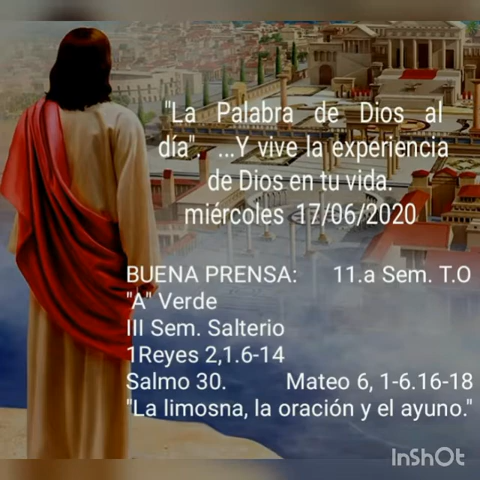 "La Palabra de Dios al
día" ...Y vive la experiencia
de Dios en tu vida.
miércoles 17/06/2020
BUENA PRENSA: 11.a Sem. T.O
"A" Verde
III Sem. Salterio
1Reyes 2,1.6-14
Salmo 30. Mateo 6, 1-6.16-18
"La limosna, la oración y el ayuno."
InShOt